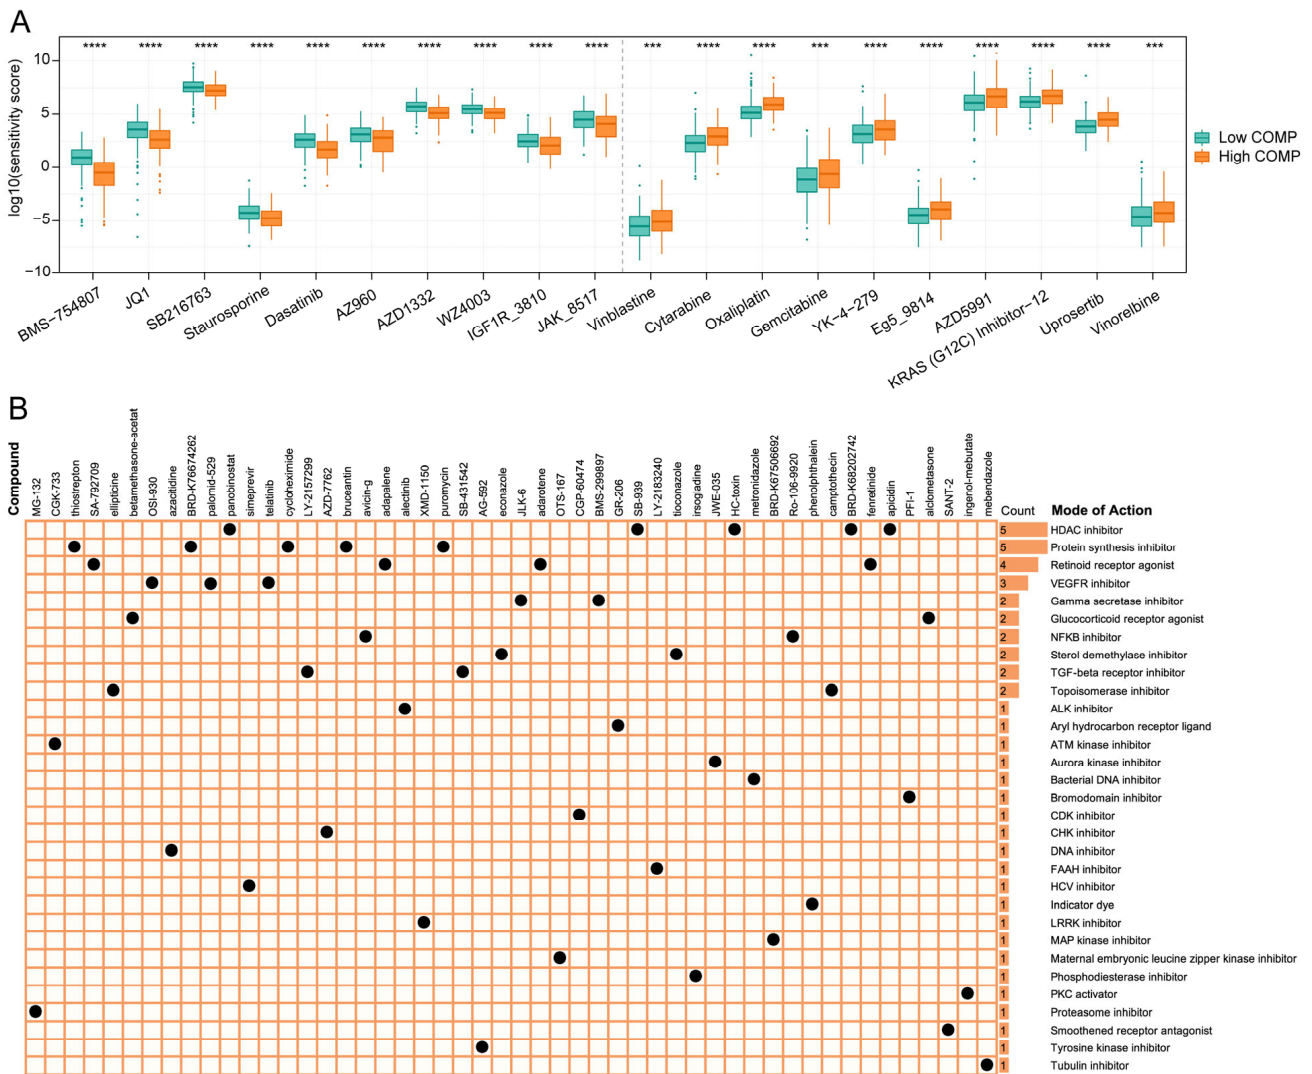 A
log10(sensitivity score)
10
5
0
−5
−10
**** **** **** **** **** **** **** **** **** **** *** **** **** *** **** **** **** **** **** ***
BMS−754807
JQ1
SB216763
Staurosporine
Dasatinib
AZ960
AZD1332
WZ4003
IGF1R_3810
JAK_8517
Vinblastine
Cytarabine
Oxaliplatin
Gemcitabine
YK−4−279
Eg5_9814
AZD5991
KRAS (G12C) Inhibitor−12
Uprosertib
Vinorelbine
Low COMP
High COMP
B
Compound
MG-132
CGK-733
thiostrepton
SA-792709
ellipticine
betamethasone-acetat
OSI-930
azacitidine
BRD-K76674262
palomid-529
panobinostat
simeprevir
telatinib
cycloheximide
LY-2157299
AZD-7762
bruceantin
avicin-g
adapalene
alectinib
XMD-1150
puromycin
SB-431542
AG-592
econazole
JLK-6
adarotene
OTS-167
CGP-60474
BMS-299897
GR-206
SB-939
LY-2183240
tioconazole
irsogladine
JWE-035
HC-toxin
metronidazole
BRD-K67506692
Ro-106-9920
phenolphthalein
camptothecin
BRD-K68202742
fenretinide
apicidin
PFI-1
alclometasone
SANT-2
ingenol-mebutate
mebendazole
Count Mode of Action
5 HDAC inhibitor
5 Protein synthesis inhibitor
4 Retinoid receptor agonist
3 VEGFR inhibitor
2 Gamma secretase inhibitor
2 Glucocorticoid receptor agonist
2 NFKB inhibitor
2 Sterol demethylase inhibitor
2 TGF-beta receptor inhibitor
2 Topoisomerase inhibitor
1 ALK inhibitor
1 Aryl hydrocarbon receptor ligand
1 ATM kinase inhibitor
1 Aurora kinase inhibitor
1 Bacterial DNA inhibitor
1 Bromodomain inhibitor
1 CDK inhibitor
1 CHK inhibitor
1 DNA inhibitor
1 FAAH inhibitor
1 HCV inhibitor
1 Indicator dye
1 LRRK inhibitor
1 MAP kinase inhibitor
1 Maternal embryonic leucine zipper kinase inhibitor
1 Phosphodiesterase inhibitor
1 PKC activator
1 Proteasome inhibitor
1 Smoothened receptor antagonist
1 Tyrosine kinase inhibitor
1 Tubulin inhibitor